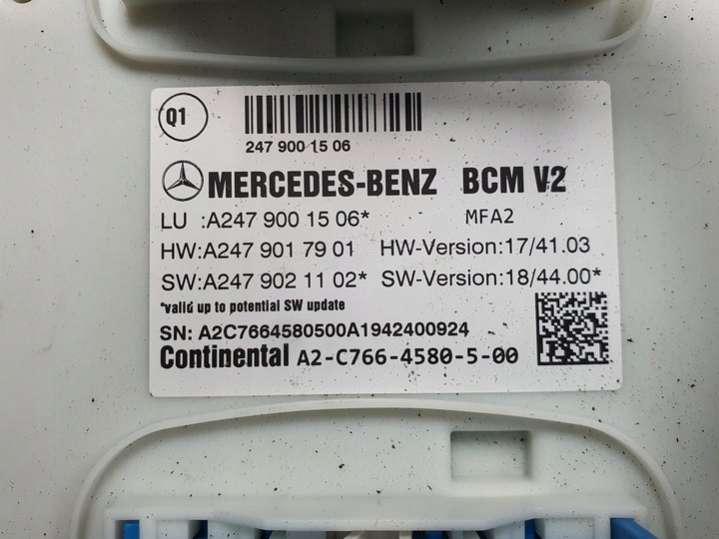 Q1
247 900 15 06
MERCEDES-BENZ BCM V2
LU :A247 900 15 06* MFA2
HW:A247 901 79 01 HW-Version:17/41.03
SW:A247 902 11 02* SW-Version:18/44.00*
*valid up to potential SW update
SN: A2C7664580500A1942400924
Continental A2-C766-4580-5-00